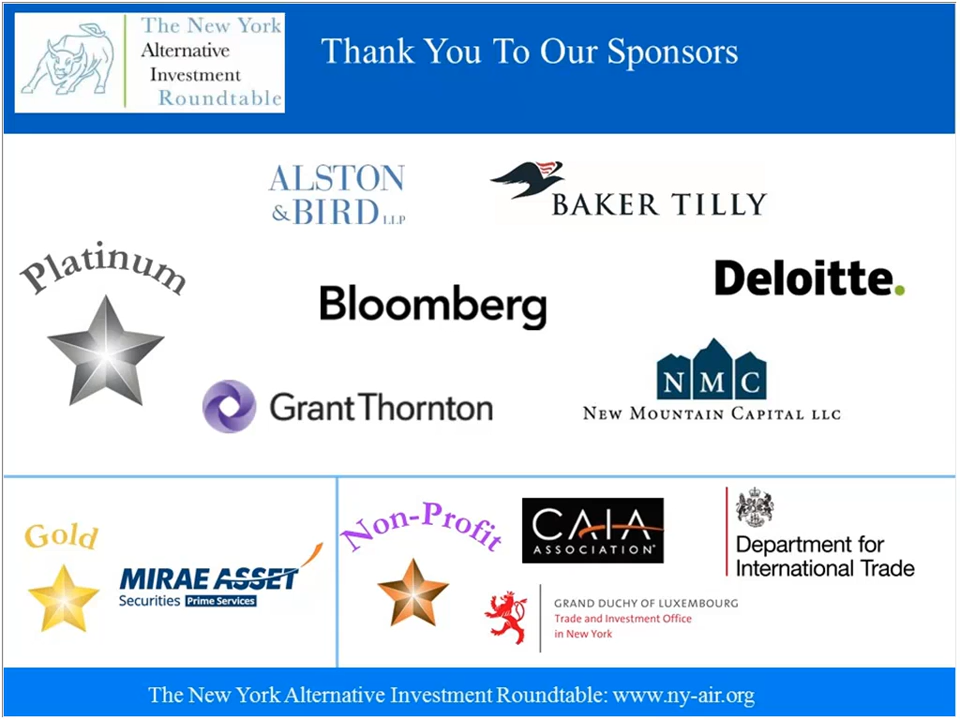 The New York
Alternative
Investment
Roundtable
Thank You To Our Sponsors
ALSTON
&BIRD LLP
BAKER TILLY
Platinum
Bloomberg
Deloitte.
NMC
NEW MOUNTAIN CAPITAL LLC
Grant Thornton
Gold
MIRAE ASSET
Securities Prime Services
Non-Profit
CAIA
ASSOCIATION®
Department for
International Trade
GRAND DUCHY OF LUXEMBOURG
Trade and Investment Office
in New York
The New York Alternative Investment Roundtable: www.ny-air.org